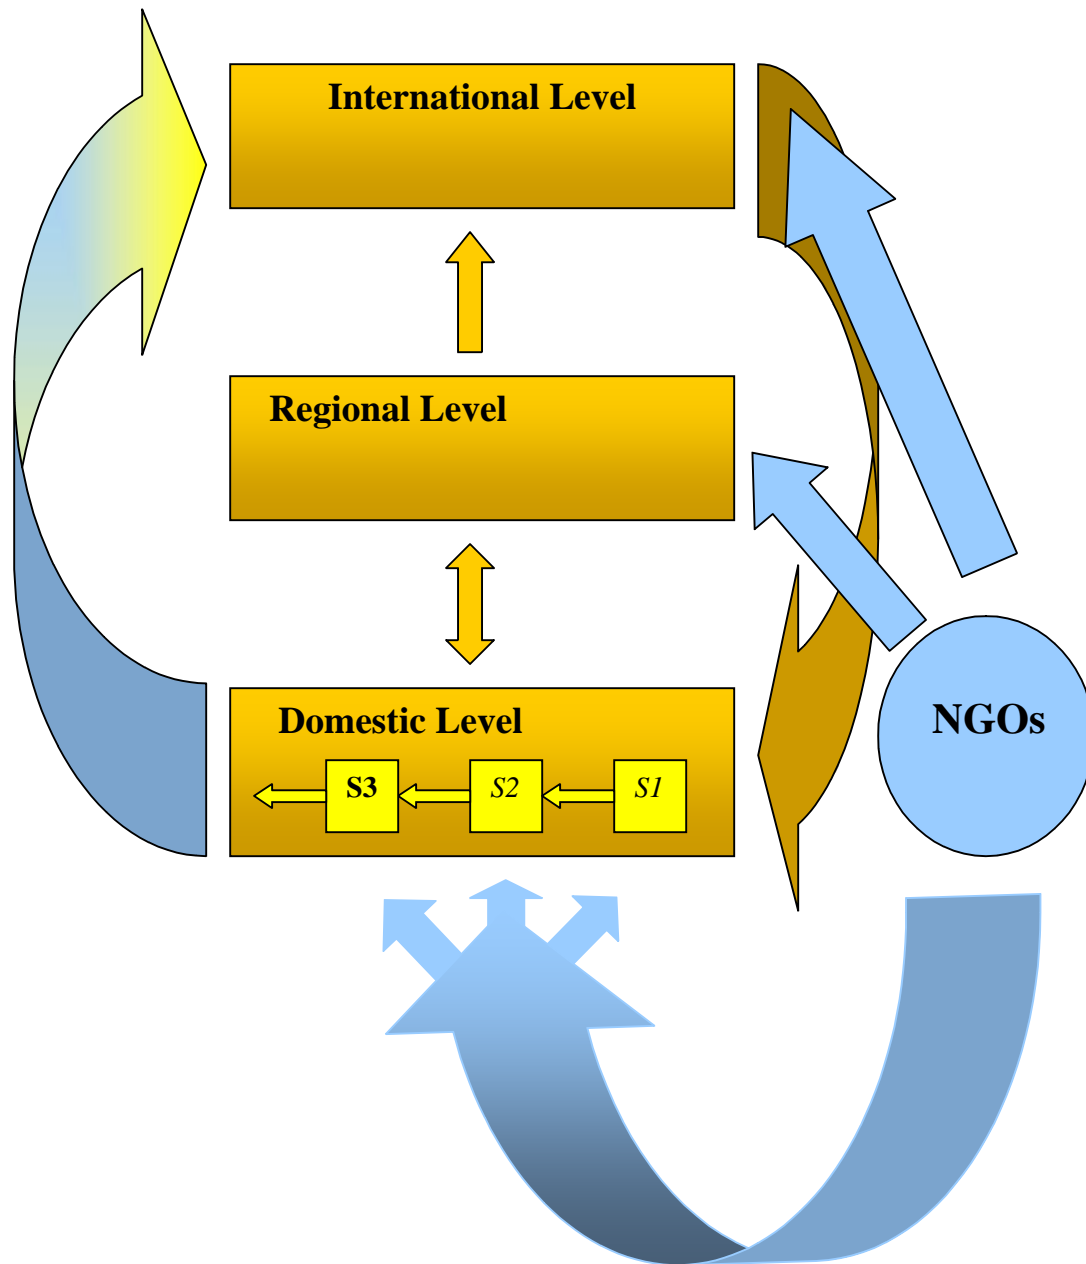 International Level
Regional Level
Domestic Level
S3 S2 S1
NGOs